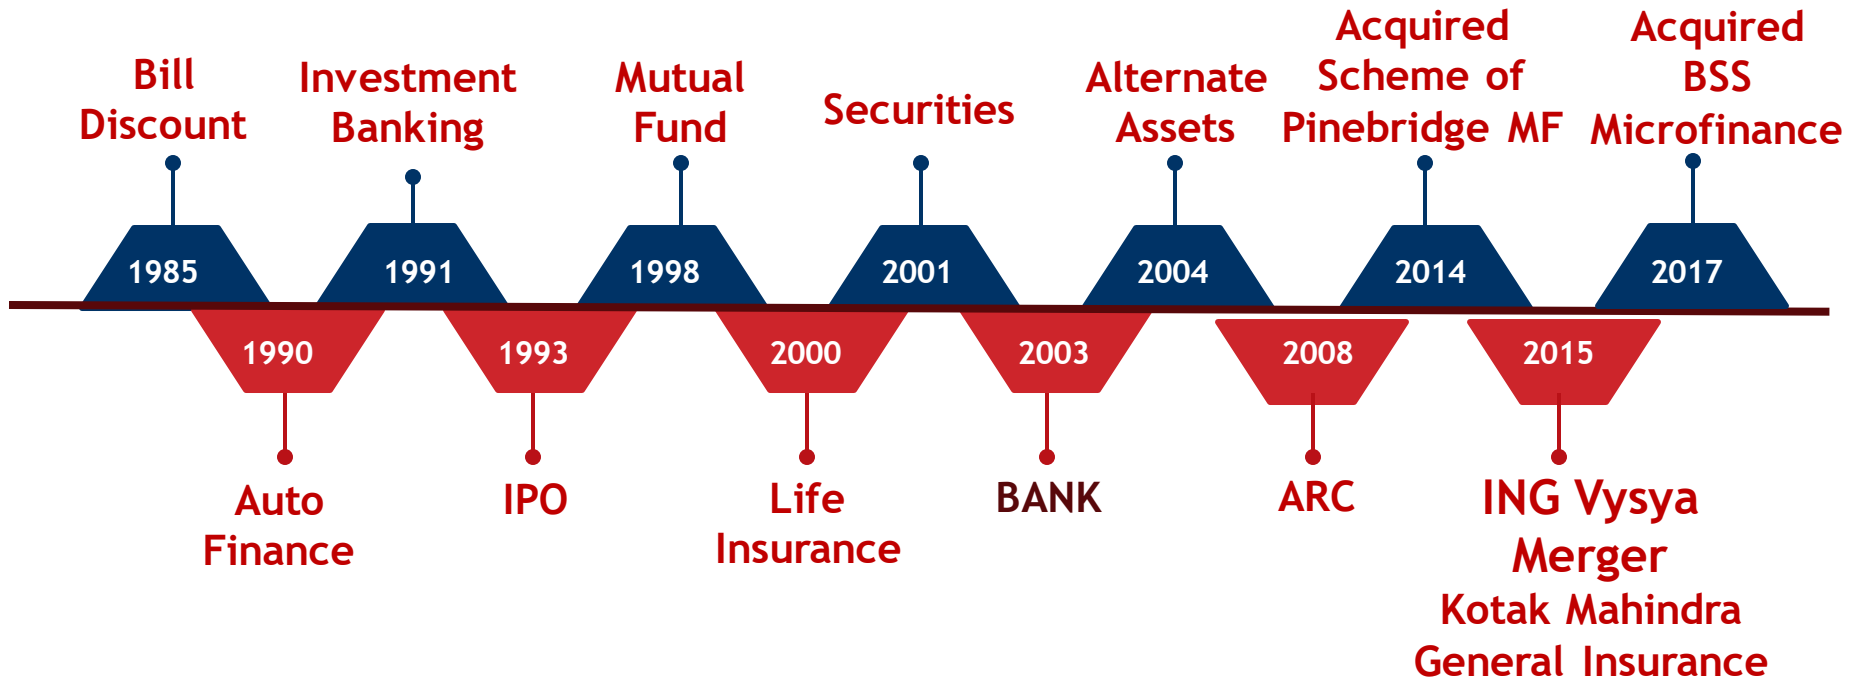 Bill
Discount
Investment
Banking
Mutual
Fund
Securities
Alternate
Assets
Acquired
Scheme of
Pinebridge MF
Acquired
BSS
Microfinance
1985
1991
1998
2001
2004
2014
2017
1990
1993
2000
2003
2008
2015
Auto
Finance
IPO
Life
Insurance
BANK
ARC
ING Vysya
Merger
Kotak Mahindra
General Insurance